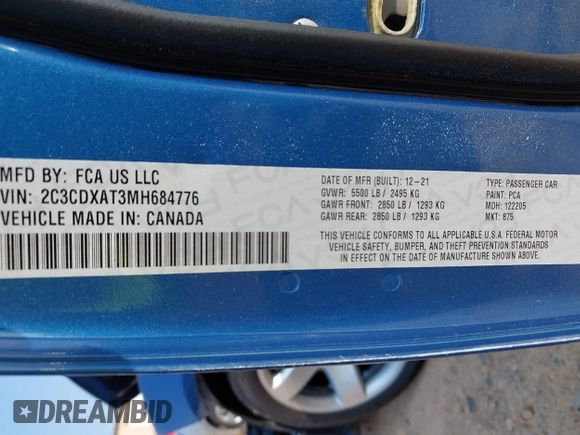 MFD BY: FCA US LLC
VIN: 2C3CDXAT3MH684776
VEHICLE MADE IN: CANADA
DATE OF MFR (BUILT): 12-21
GVWR: 5500 LB / 2495 KG
GAWR FRONT: 2850 LB / 1293 KG
GAWR REAR: 2850 LB / 1293 KG
TYPE: PASSENGER CAR
PAINT: PCA
MDH: 122205
MKT: 875
THIS VEHICLE CONFORMS TO ALL APPLICABLE U.S.A. FEDERAL MOTOR
VEHICLE SAFETY, BUMPER, AND THEFT PREVENTION STANDARDS
IN EFFECT ON THE DATE OF MANUFACTURE SHOWN ABOVE
DREAMBID